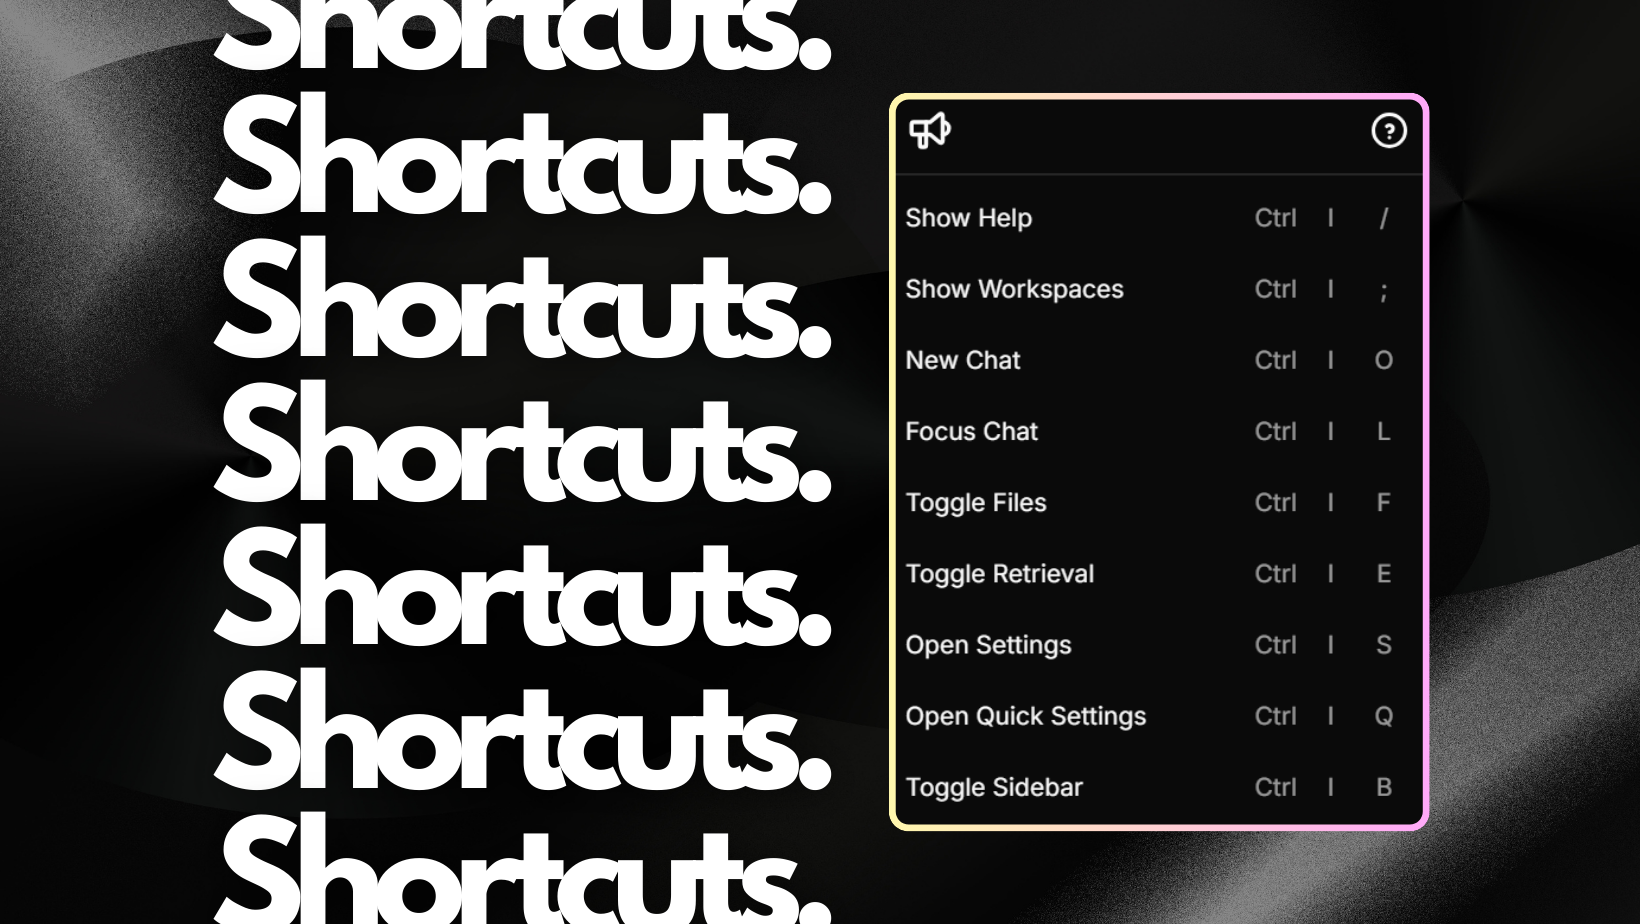 Shortcuts.
Shortcuts.
Shortcuts.
Shortcuts.
Shortcuts.
Shortcuts.
Shortcuts.
?
Show Help Ctrl | /
Show Workspaces Ctrl | ;
New Chat Ctrl | O
Focus Chat Ctrl | L
Toggle Files Ctrl | F
Toggle Retrieval Ctrl | E
Open Settings Ctrl | S
Open Quick Settings Ctrl | Q
Toggle Sidebar Ctrl | B